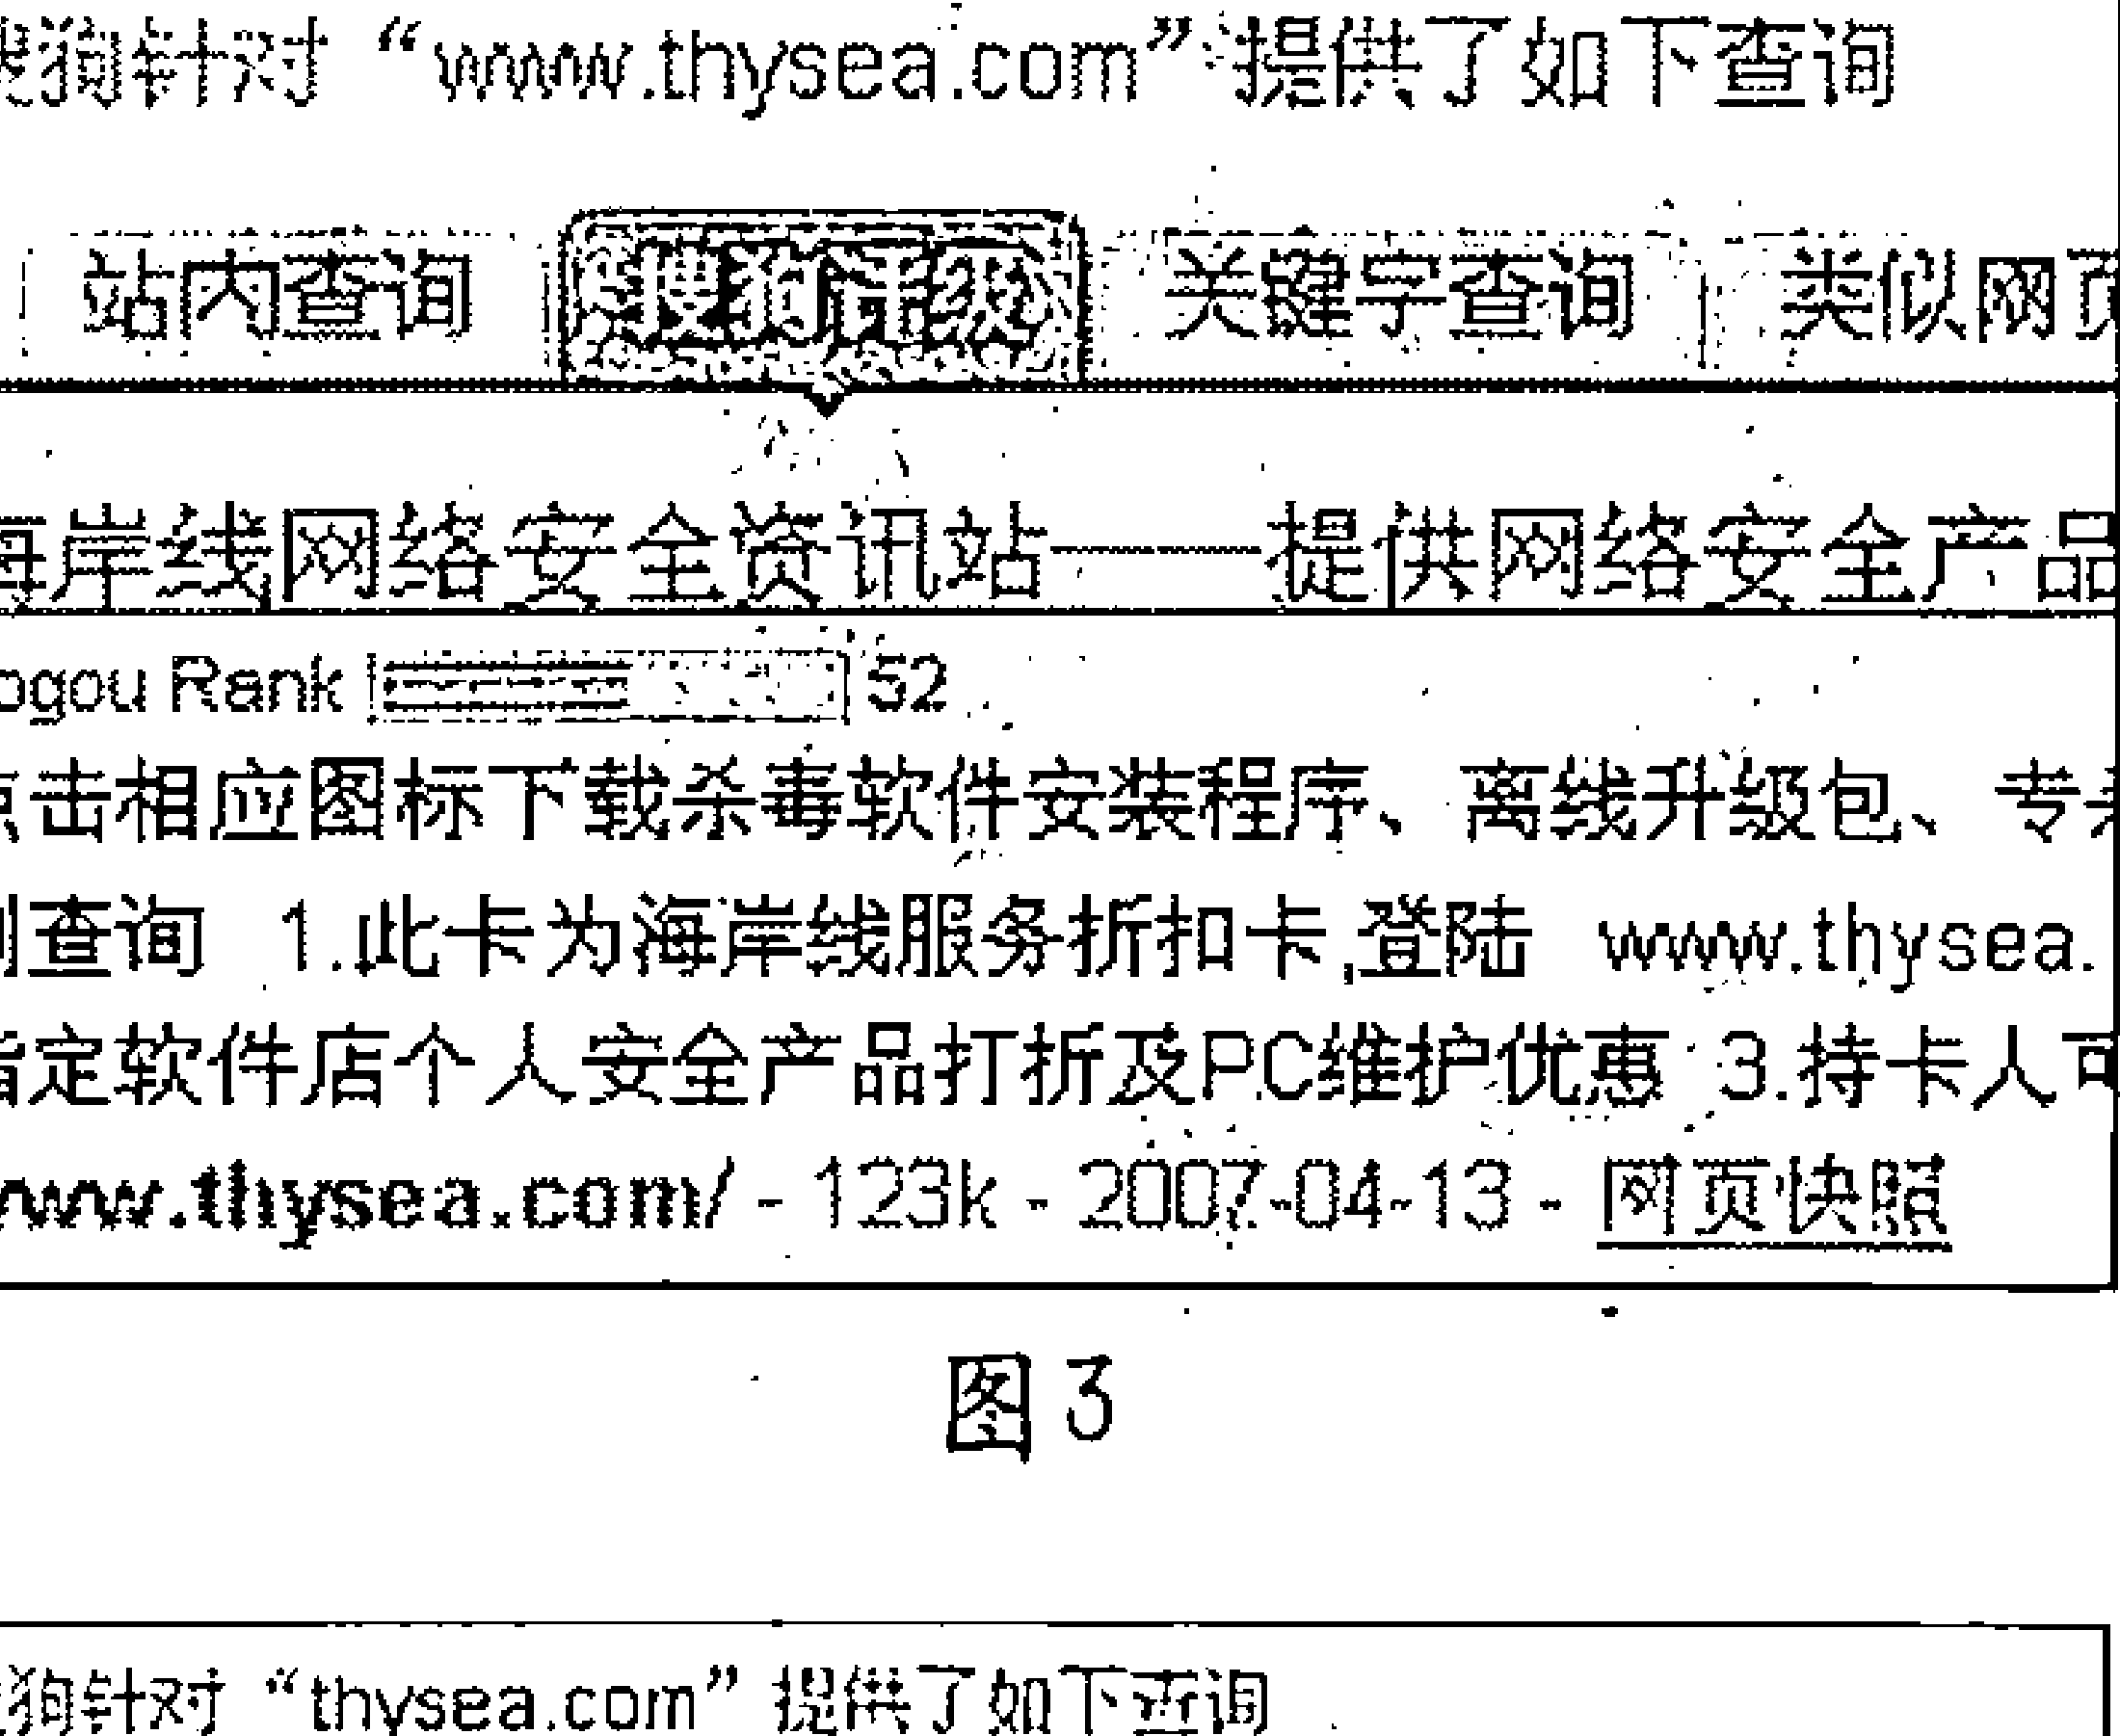 搜狗针对 “www.thysea.com” 提供了如下查询
站内查询 搜狗评级 关键字查询 类似网页
海岸线网络安全资讯站——提供网络安全产品
ogou Rank 52
点击相应图标下载杀毒软件安装程序、离线升级包、专杀
查询 1.此卡为海岸线服务折扣卡,登陆 www.thysea.
指定软件店个人安全产品打折及PC维护优惠 3.持卡人可
www.thysea.com/ - 123k - 2007-04-13 - 网页快照
图 3
狗针对 “thysea.com” 提供了如下查询